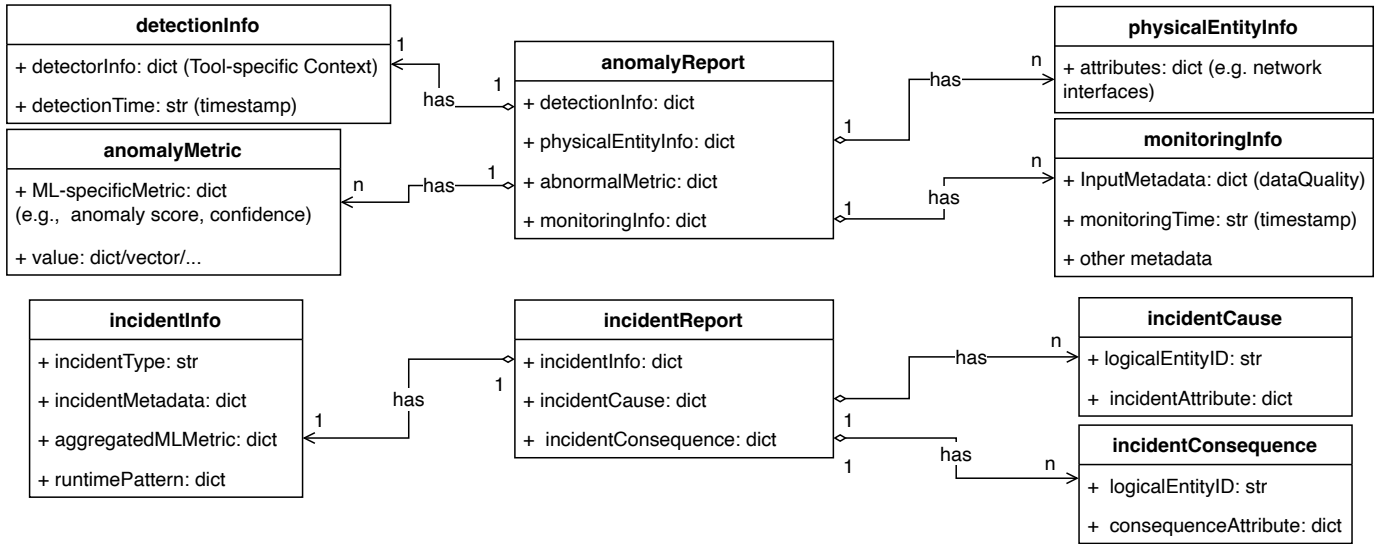 detectionInfo
+ detectorInfo: dict (Tool-specific Context)
+ detectionTime: str (timestamp)
anomalyMetric
+ ML-specificMetric: dict
(e.g., anomaly score, confidence)
+ value: dict/vector/...
1
has
1
n
has
1
anomalyReport
+ detectionInfo: dict
+ physicalEntityInfo: dict
+ abnormalMetric: dict
+ monitoringInfo: dict
1
has
n
1
has
n
physicalEntityInfo
+ attributes: dict (e.g. network
interfaces)
monitoringInfo
+ InputMetadata: dict (dataQuality)
+ monitoringTime: str (timestamp)
+ other metadata
incidentInfo
+ incidentType: str
+ incidentMetadata: dict
+ aggregatedMLMetric: dict
+ runtimePattern: dict
1
has
1
incidentReport
+ incidentInfo: dict
+ incidentCause: dict
+ incidentConsequence: dict
1
has
n
1
has
n
incidentCause
+ logicalEntityID: str
+ incidentAttribute: dict
incidentConsequence
+ logicalEntityID: str
+ consequenceAttribute: dict